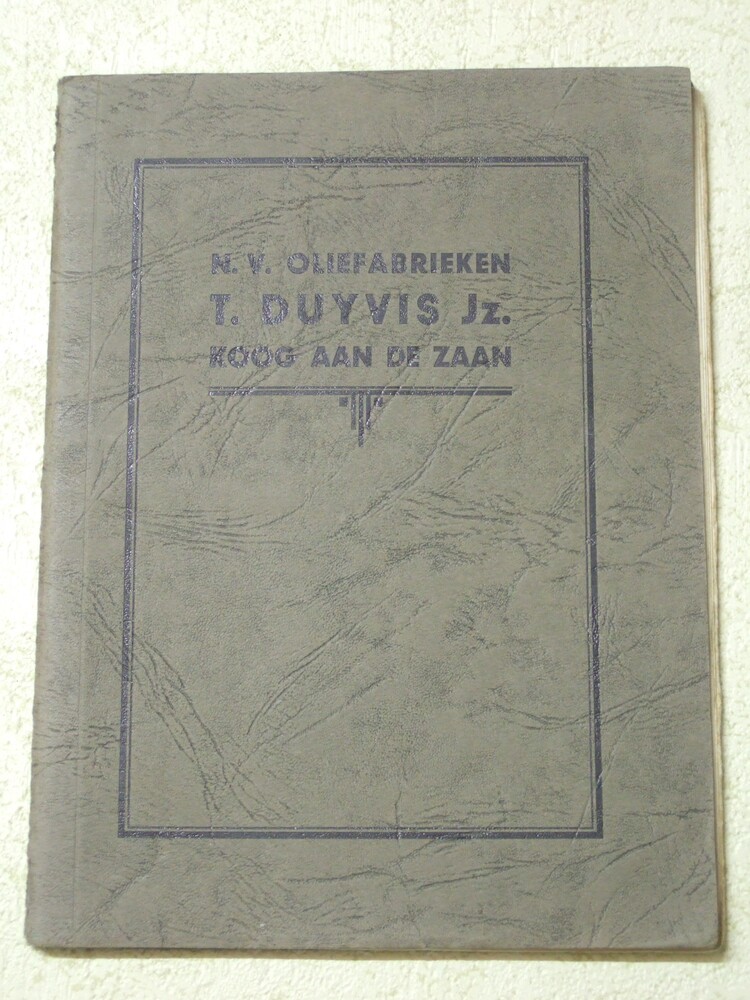 N. V. OLIEFABRIEKEN
T. DUYVIS Jz.
KOOG AAN DE ZAAN